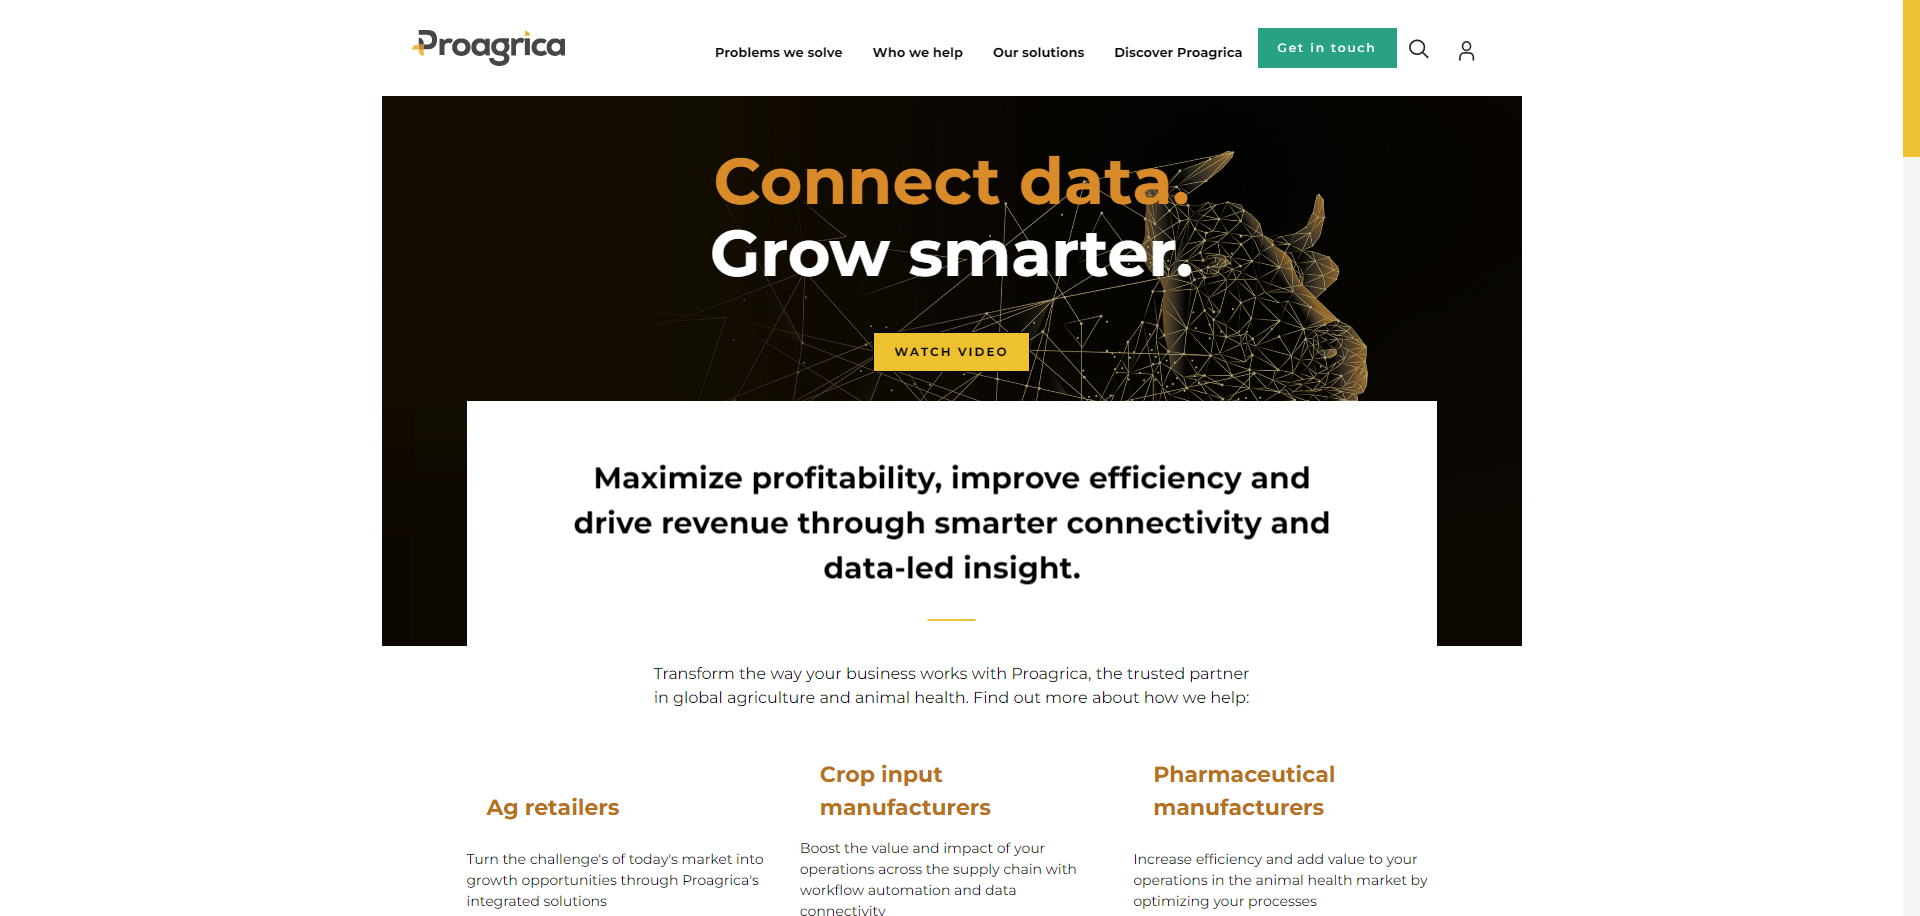 Proagrica
Problems we solve
Who we help
Our solutions
Discover Proagrica
Get in touch
Connect data.
Grow smarter.
WATCH VIDEO
Maximize profitability, improve efficiency and
drive revenue through smarter connectivity and
data-led insight.
Transform the way your business works with Proagrica, the trusted partner
in global agriculture and animal health. Find out more about how we help:
Ag retailers
Turn the challenge's of today's market into
growth opportunities through Proagrica's
integrated solutions
Crop input
manufacturers
Boost the value and impact of your
operations across the supply chain with
workflow automation and data
connectivity
Pharmaceutical
manufacturers
Increase efficiency and add value to your
operations in the animal health market by
optimizing your processes